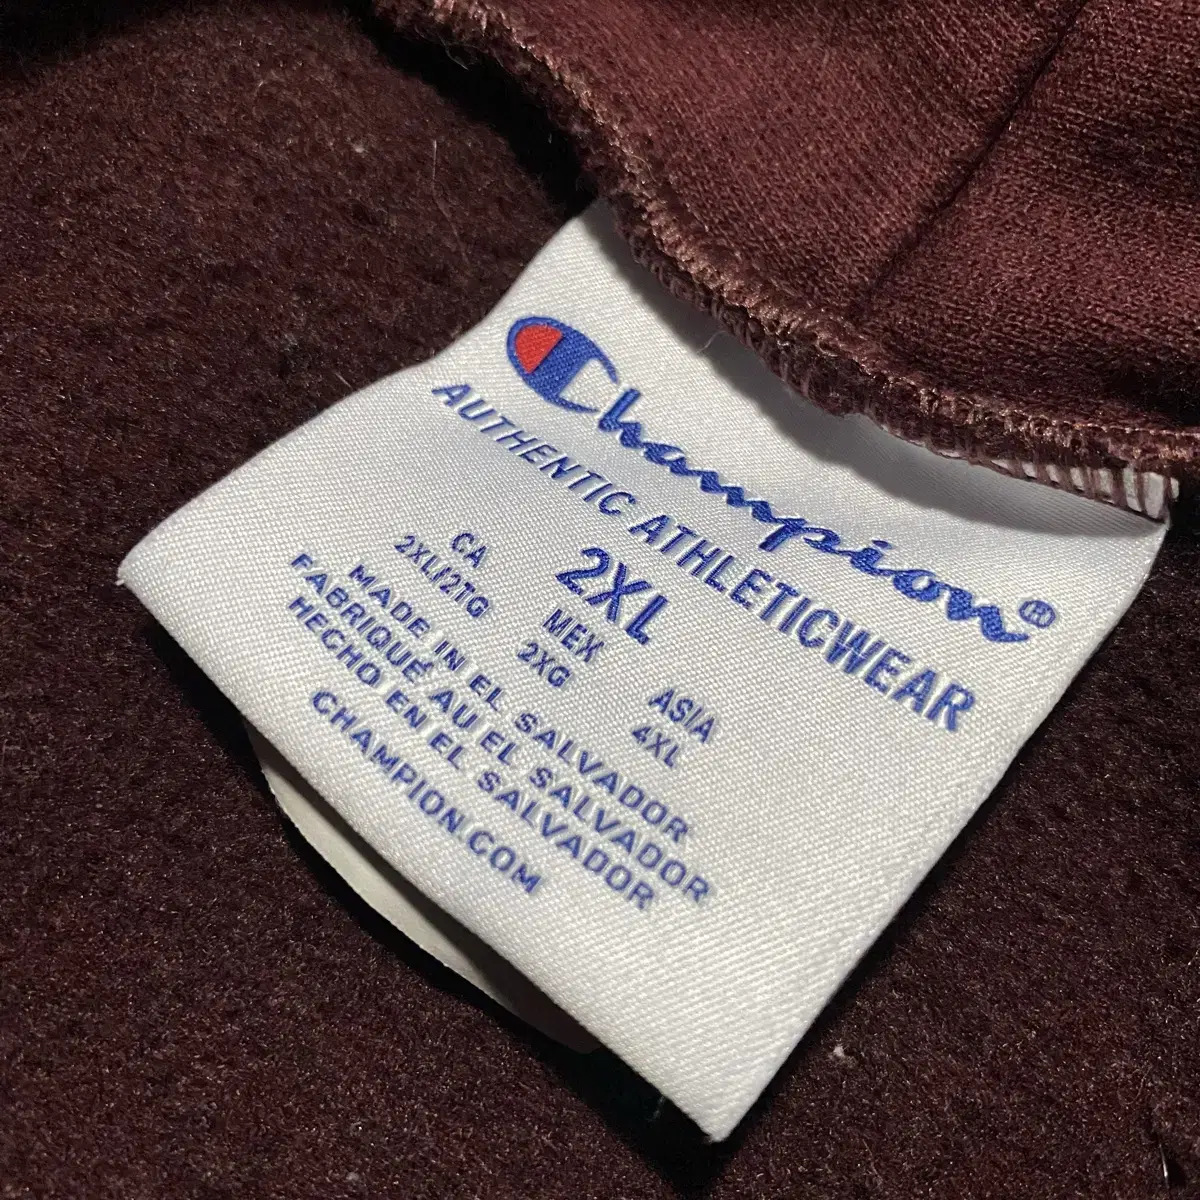 Champion®
AUTHENTIC ATHLETICWEAR
2XL
CA MEX ASIA
2XL/2TG 2XG 4XL
MADE IN EL SALVADOR
FABRIQUÉ AU EL SALVADOR
HECHO EN EL SALVADOR
CHAMPION.COM